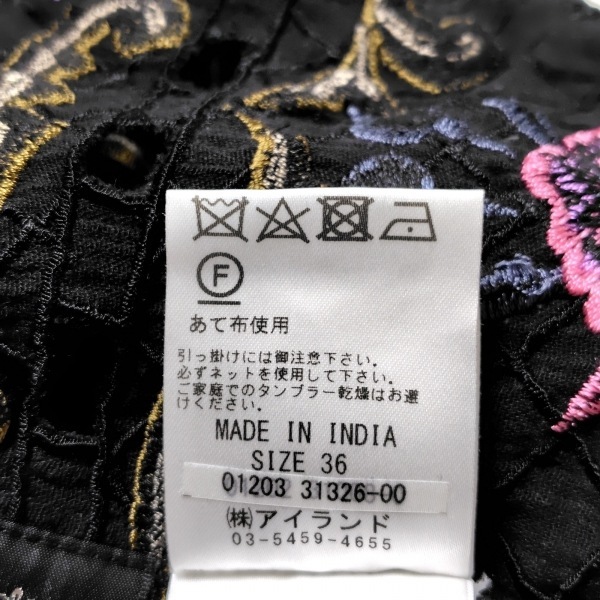 F
あて布使用
引っ掛けには御注意下さい。
必ずネットを使用して下さい。
ご家庭でのタンブラー乾燥はお避
けください。
MADE IN INDIA
SIZE 36
01203 31326-00
㈱アイランド
03-5459-4655